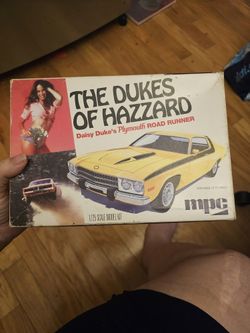 THE DUKES
OF HAZZARD
Daisy Duke's Plymouth ROAD RUNNER
mpc
1/25 SCALE MODEL KIT